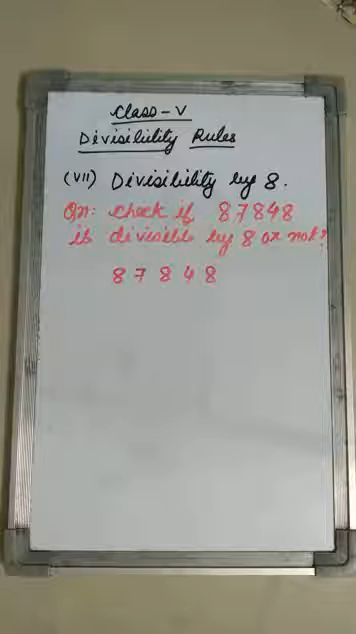 Class-V
Divisibility Rules
(VII) Divisibility by 8.
Qn: check if 87848
is divisible by 8 or not?
8 7 8 4 8